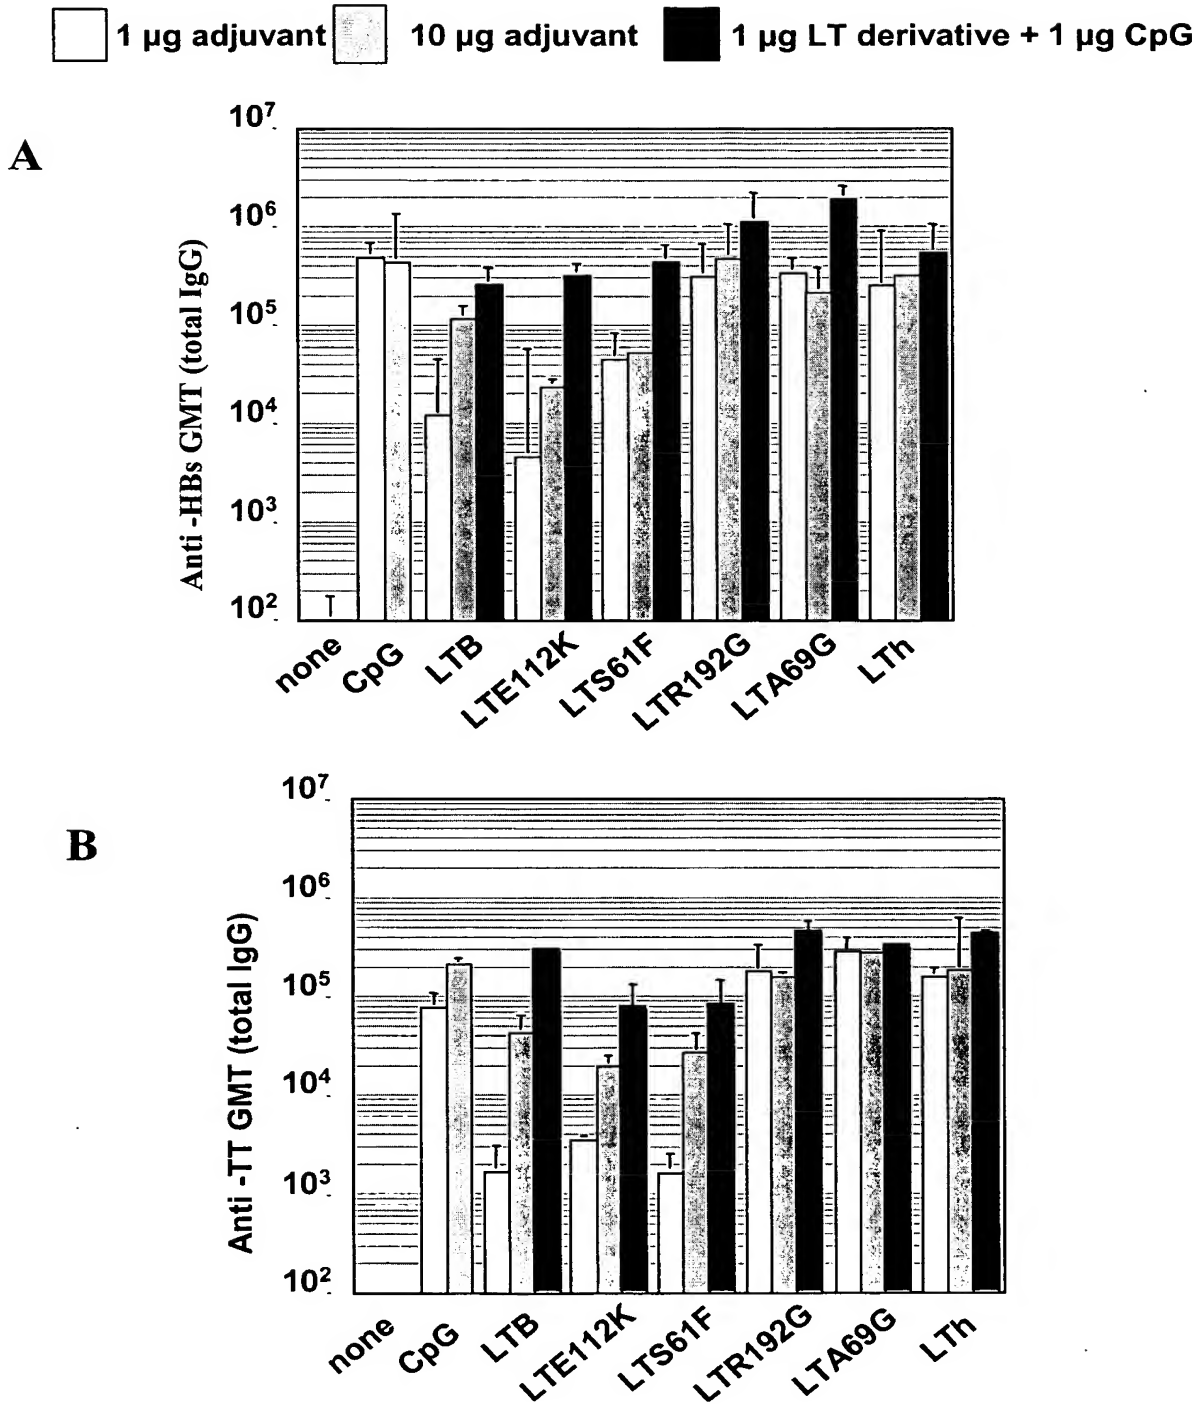 1 µg adjuvant 10 µg adjuvant 1 µg LT derivative + 1 µg CpG
A
10⁷
10⁶
10⁵
10⁴
10³
10²
Anti -HBs GMT (total IgG)
none CpG LTB LTE112K LTS61F LTR192G LTA69G LTh
B
10⁷
10⁶
10⁵
10⁴
10³
10²
Anti -TT GMT (total IgG)
none CpG LTB LTE112K LTS61F LTR192G LTA69G LTh